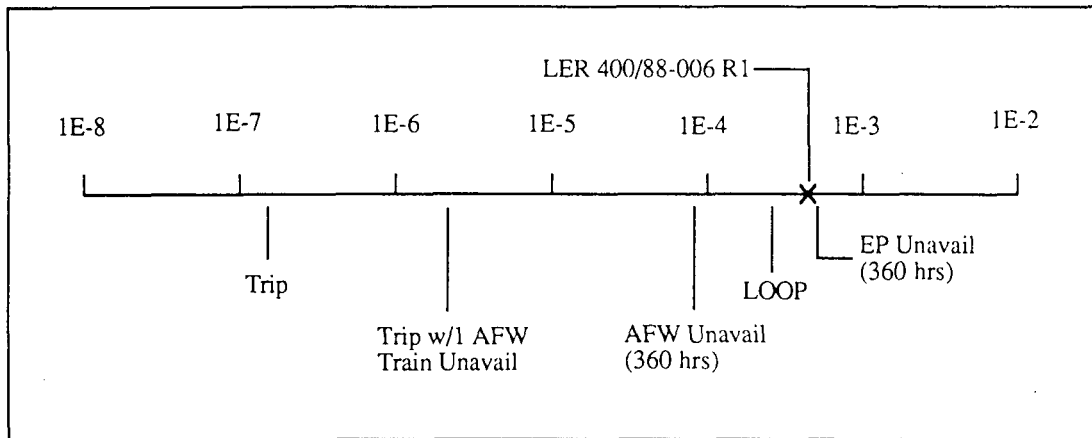 LER 400/88-006 R1
1E-8 1E-7 1E-6 1E-5 1E-4 1E-3 1E-2
Trip
Trip w/1 AFW
Train Unavail
AFW Unavail
(360 hrs)
LOOP
EP Unavail
(360 hrs)